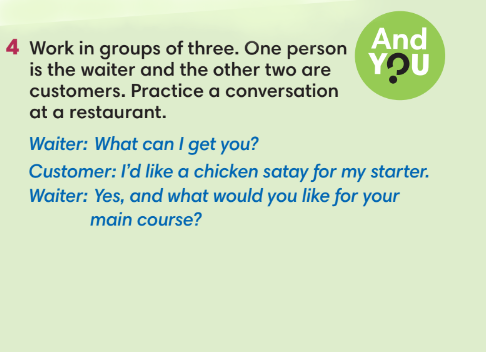 4 Work in groups of three. One person
is the waiter and the other two are
customers. Practice a conversation
at a restaurant.
And
YOU
?
Waiter: What can I get you?
Customer: I'd like a chicken satay for my starter.
Waiter: Yes, and what would you like for your
main course?